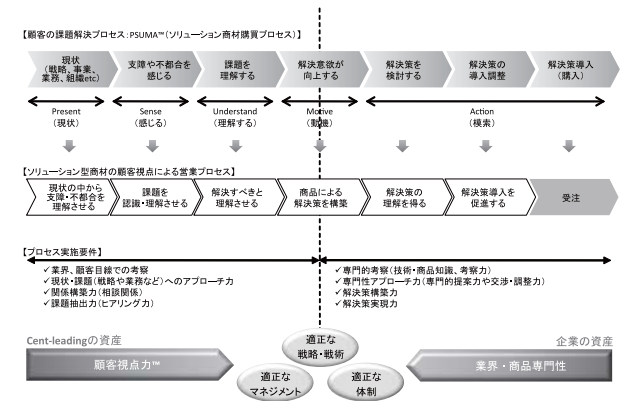 【顧客の課題解決プロセス：PSUMA™（ソリューション商材購買プロセス）】
現状
（戦略、事業、
業務、組織etc）
支障や不都合を
感じる
課題を
理解する
解決意欲が
向上する
解決策を
検討する
解決策の
導入調整
解決策導入
（購入）
Present
（現状）
Sense
（感じる）
Understand
（理解する）
Motive
（動機）
Action
（模索）
【ソリューション型商材の顧客視点による営業プロセス】
現状の中から
支障・不都合を
理解させる
課題を
認識・理解させる
解決すべきと
理解させる
商品による
解決策を構築
解決策の
理解を得る
解決策導入を
促進する
受注
【プロセス実施要件】
✓業界、顧客目線での考察
✓現状・課題（戦略や業務など）へのアプローチ力
✓関係構築力（相談関係）
✓課題抽出力（ヒアリング力）
✓専門的考察（技術・商品知識、考察力）
✓専門性アプローチ力（専門的提案力や交渉・調整力）
✓解決策構築力
✓解決策実現力
Cent-leadingの資産
顧客視点力™
適正な
戦略・戦術
適正な
マネジメント
適正な
体制
企業の資産
業界・商品専門性